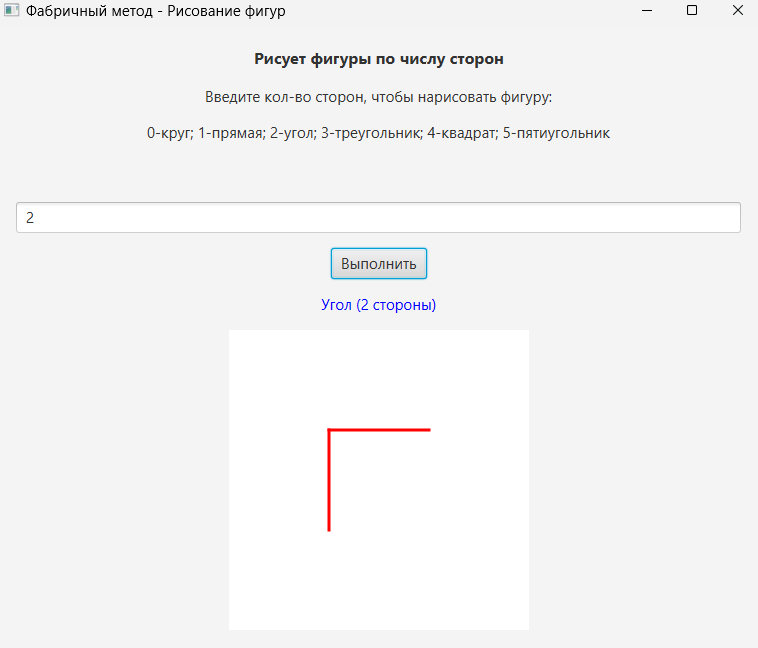 Фабричный метод - Рисование фигур
Рисует фигуры по числу сторон
Введите кол-во сторон, чтобы нарисовать фигуру:
0-круг; 1-прямая; 2-угол; 3-треугольник; 4-квадрат; 5-пятиугольник
2
Выполнить
Угол (2 стороны)